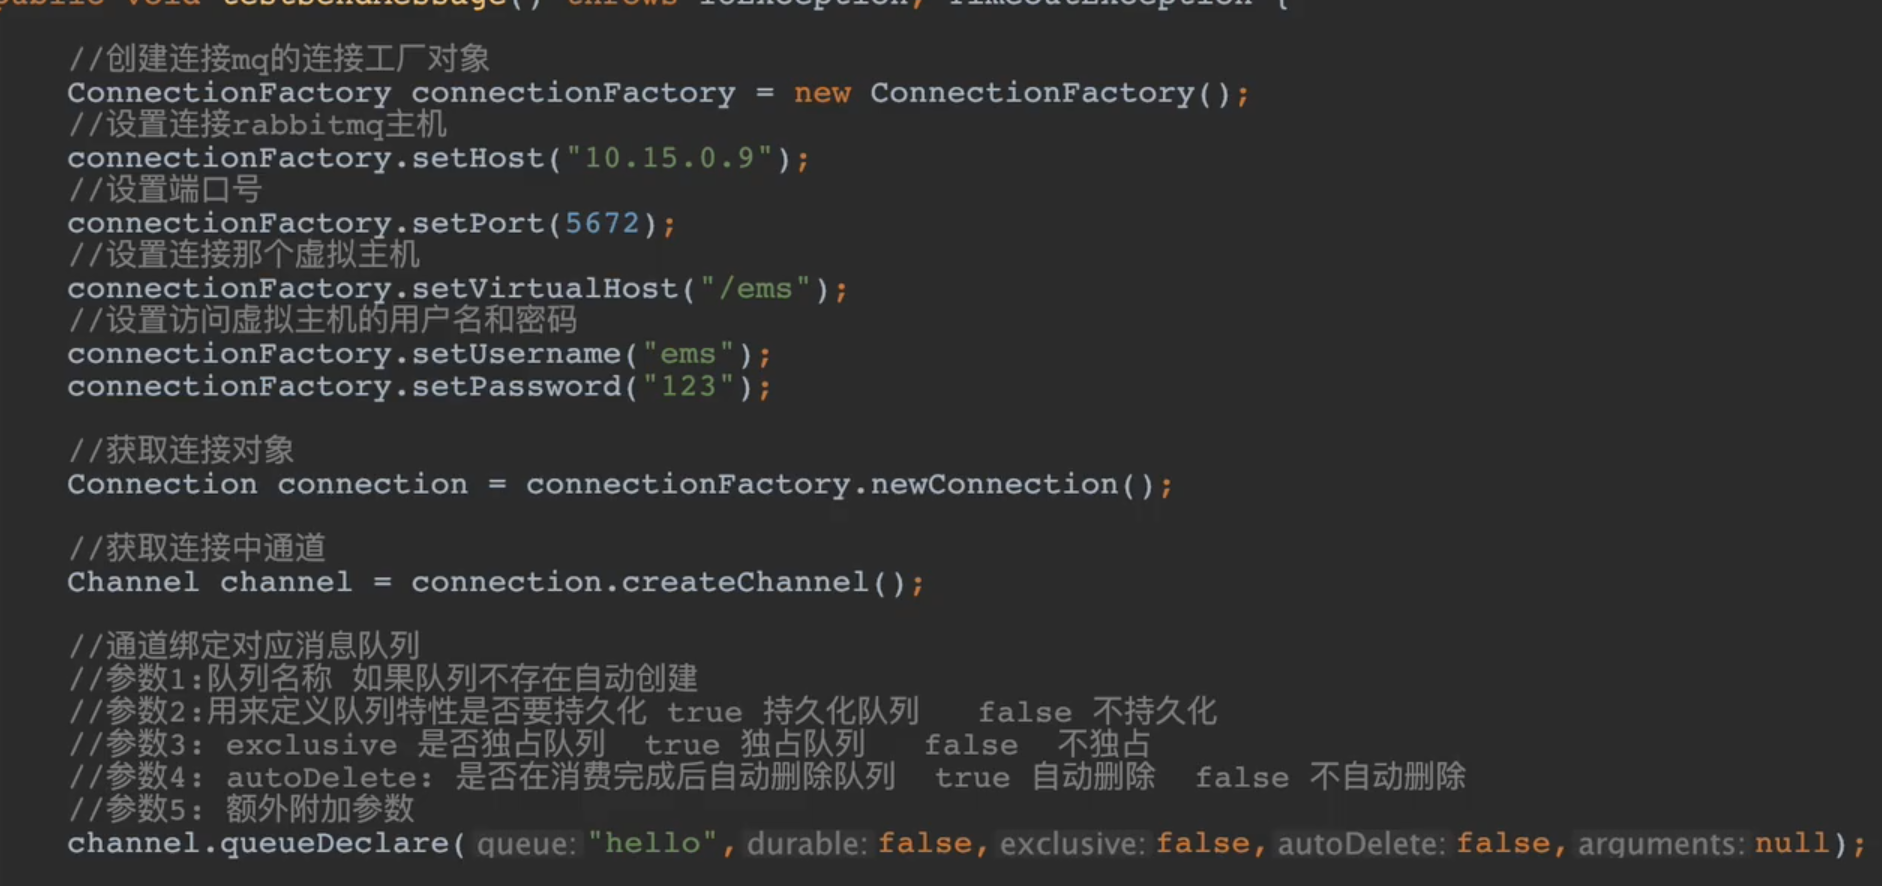 public void testSendMessage() throws IOException, TimeoutException {
//创建连接mq的连接工厂对象
ConnectionFactory connectionFactory = new ConnectionFactory();
//设置连接rabbitmq主机
connectionFactory.setHost("10.15.0.9");
//设置端口号
connectionFactory.setPort(5672);
//设置连接那个虚拟主机
connectionFactory.setVirtualHost("/ems");
//设置访问虚拟主机的用户名和密码
connectionFactory.setUsername("ems");
connectionFactory.setPassword("123");
//获取连接对象
Connection connection = connectionFactory.newConnection();
//获取连接中通道
Channel channel = connection.createChannel();
//通道绑定对应消息队列
//参数1:队列名称 如果队列不存在自动创建
//参数2:用来定义队列特性是否要持久化 true 持久化队列 false 不持久化
//参数3: exclusive 是否独占队列 true 独占队列 false 不独占
//参数4: autoDelete: 是否在消费完成后自动删除队列 true 自动删除 false 不自动删除
//参数5: 额外附加参数
channel.queueDeclare( queue: "hello", durable: false, exclusive: false, autoDelete: false, arguments: null);